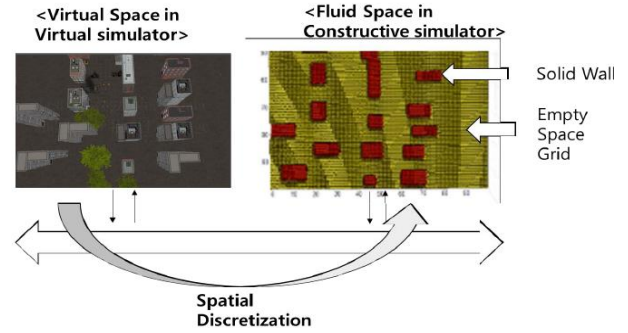 <Virtual Space in
Virtual simulator>
<Fluid Space in
Constructive simulator>
Solid Wall
Empty
Space
Grid
Spatial
Discretization